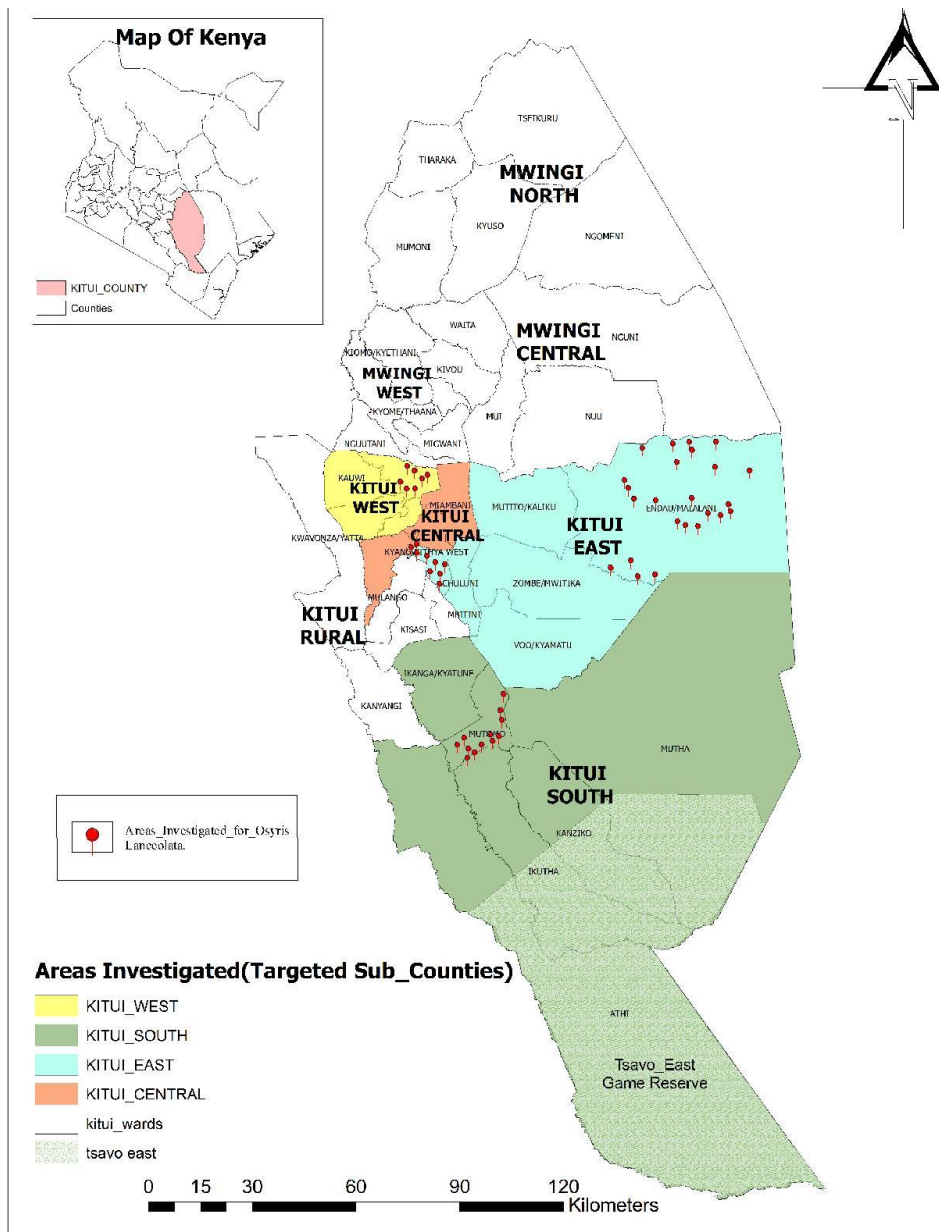 Map Of Kenya
KITUI_COUNTY
Counties
N
TSEIKURU
THARAKA
MWINGI
NORTH
KYUSO
NGOMENI
MUMONI
WAITA
MWINGI
CENTRAL
NGUNI
KIOMO/KYETHANI
KIVOU
MWINGI
WEST
KYOME/THAANA
MUI
NUU
NGUUTANI
MIGWANI
KAUWI
KITUI
WEST
MIAMBANI
MUTITO/KALIKU
ENDAU/MALALANI
KITUI
CENTRAL
KITUI
EAST
KWAVONZA/YATTA
KYANGWITHYA WEST
CHULUNI
ZOMBE/MWITIKA
MULANGO
KITUI
RURAL
MBITINI
KISASI
VOO/KYAMATU
IKANGA/KYATUNE
KANYANGI
MUTOMO
MUTHA
KITUI
SOUTH
KANZIKO
IKUTHA
Areas_Investigated_for_Osyris
Lanceolata.
Areas Investigated(Targeted Sub_Counties)
KITUI_WEST
KITUI_SOUTH
KITUI_EAST
KITUI_CENTRAL
kitui_wards
tsavo east
ATHI
Tsavo_East
Game Reserve
0 15 30 60 90 120
Kilometers